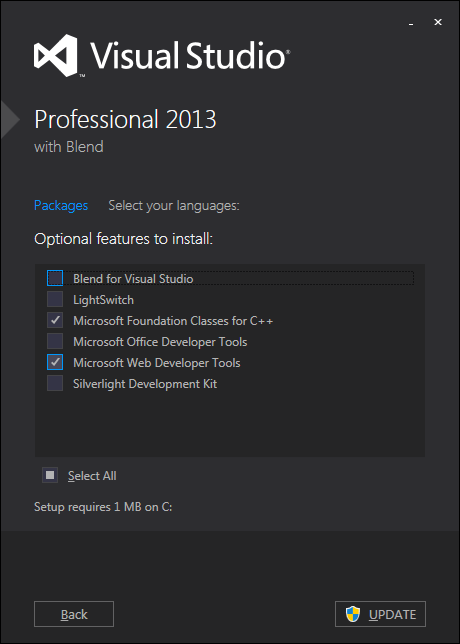 Visual Studio®
™
Professional 2013
with Blend
Packages Select your languages:
Optional features to install:
Blend for Visual Studio
LightSwitch
Microsoft Foundation Classes for C++
Microsoft Office Developer Tools
Microsoft Web Developer Tools
Silverlight Development Kit
Select All
Setup requires 1 MB on C:
Back UPDATE